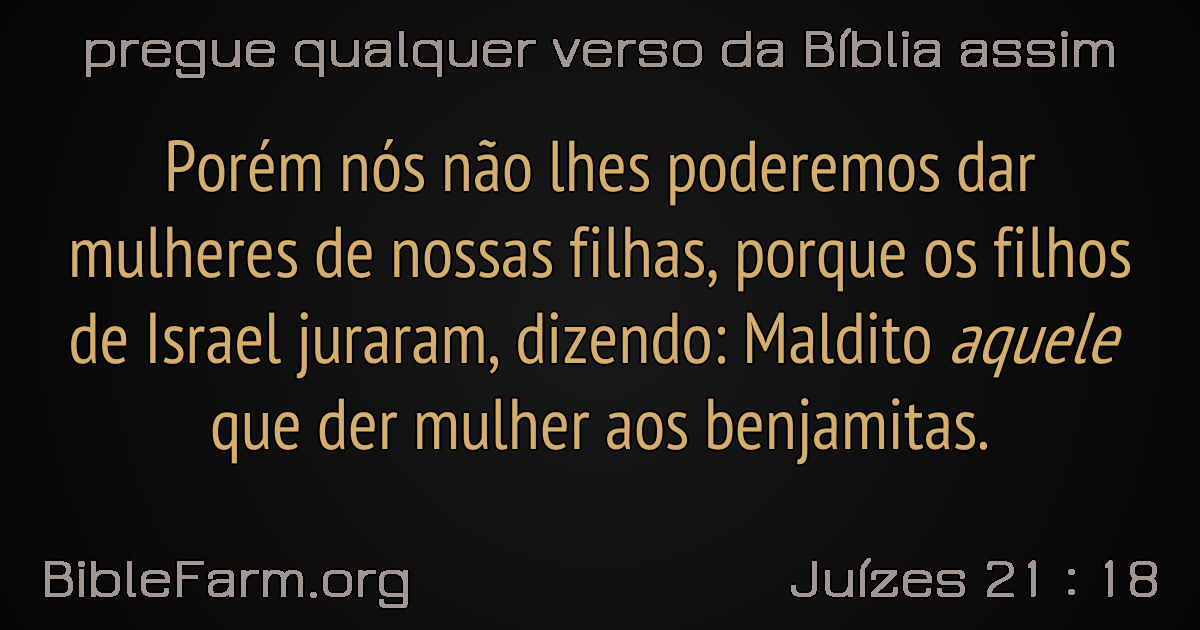 pregue qualquer verso da Bíblia assim
Porém nós não lhes poderemos dar
mulheres de nossas filhas, porque os filhos
de Israel juraram, dizendo: Maldito aquele
que der mulher aos benjamitas.
BibleFarm.org
Juízes 21 : 18